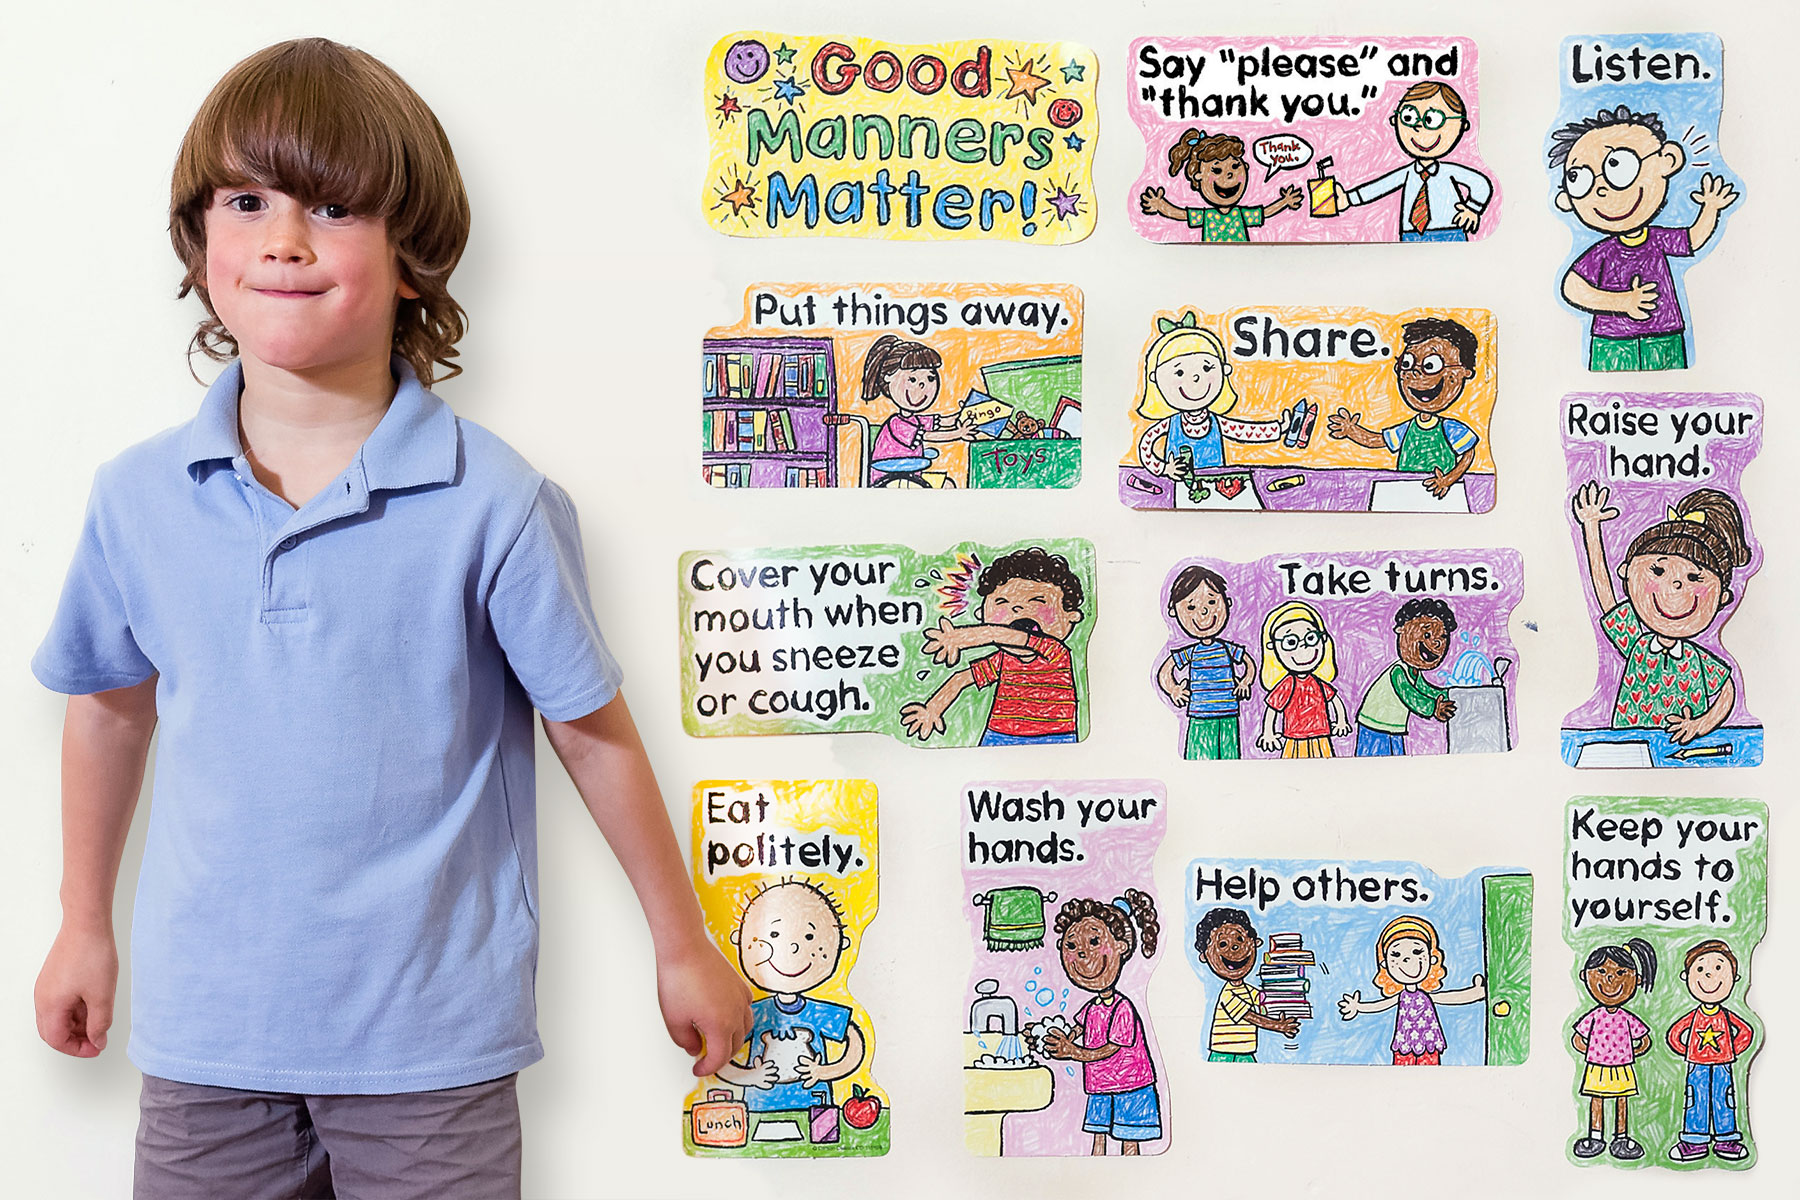 Good
Manners
Matter!
Say "please" and
"thank you."
Thank
you.
Listen.
Put things away.
Bingo
Toys
Share.
Raise your
hand.
Cover your
mouth when
you sneeze
or cough.
Take turns.
Eat
politely.
Lunch
Wash your
hands.
Help others.
Keep your
hands to
yourself.